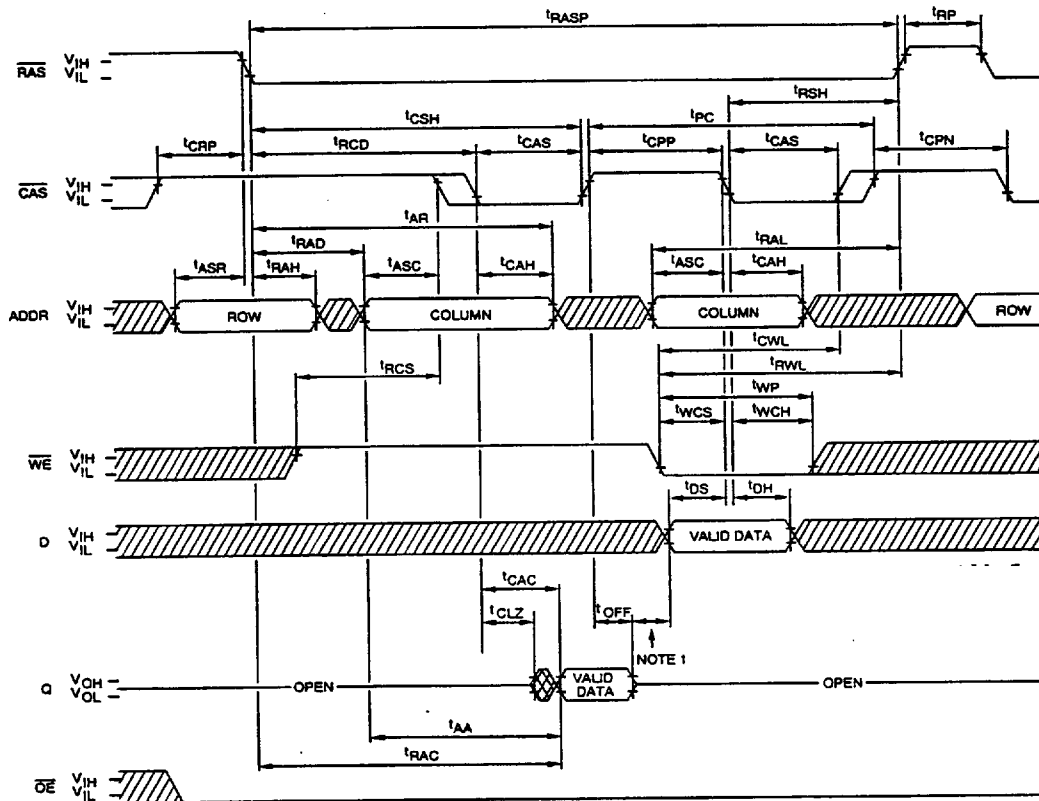 tRASP
tRP
RAS
VIH
VIL
tRSH
tCSH
tPC
tCRP
tRCD
tCAS
tCPP
tCAS
tCPN
CAS
VIH
VIL
tAR
tRAD
tRAL
tASR
tRAH
tASC
tCAH
tASC
tCAH
ADDR
VIH
VIL
ROW
COLUMN
COLUMN
ROW
tCWL
tRCS
tRWL
tWP
tWCS
tWCH
WE
VIH
VIL
tDS
tDH
D
VIH
VIL
VALID DATA
tCAC
tCLZ
tOFF
NOTE 1
Q
VOH
VOL
OPEN
VALID
DATA
OPEN
tAA
tRAC
OE
VIH
VIL